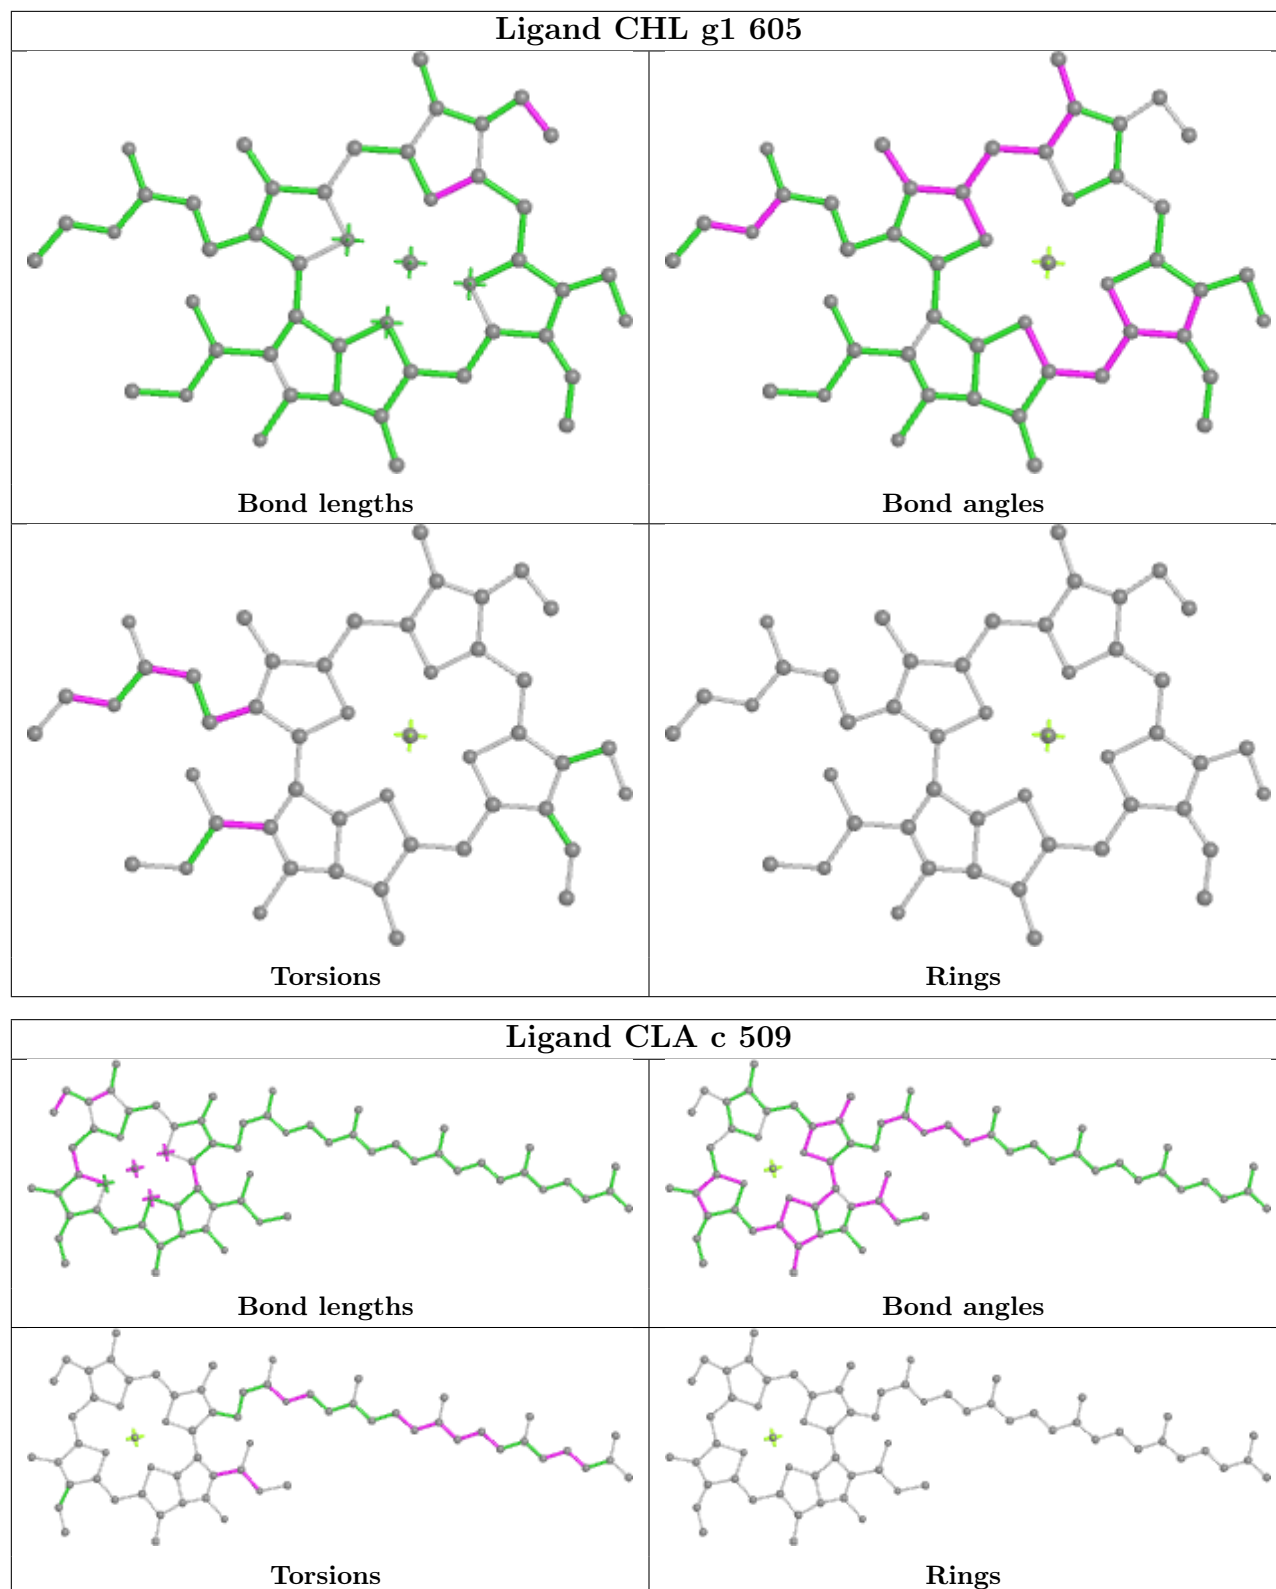 Ligand CHL g1 605
Bond lengths
Bond angles
Torsions
Rings
Ligand CLA c 509
Bond lengths
Bond angles
Torsions
Rings